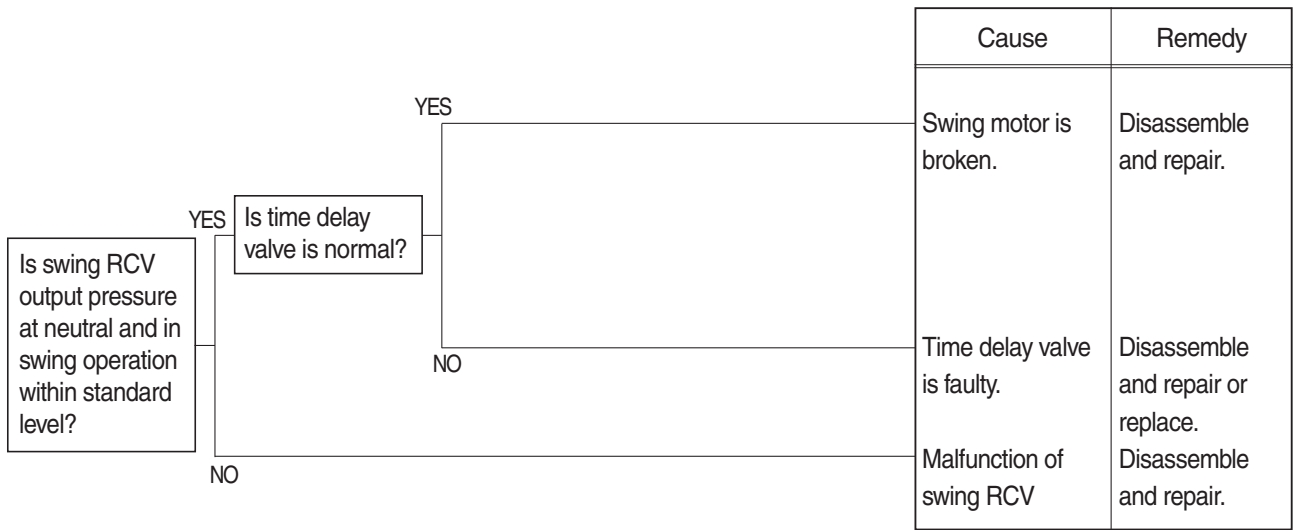 Cause
Remedy
YES
Swing motor is
broken.
Disassemble
and repair.
YES
Is time delay
valve is normal?
Is swing RCV
output pressure
at neutral and in
swing operation
within standard
level?
NO
Time delay valve
is faulty.
Disassemble
and repair or
replace.
NO
Malfunction of
swing RCV
Disassemble
and repair.